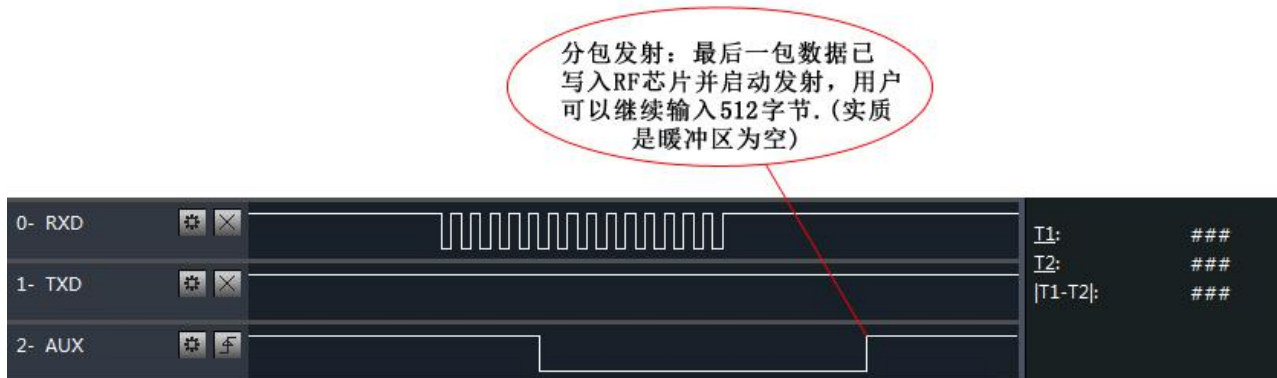 分包发射：最后一包数据已
写入RF芯片并启动发射，用户
可以继续输入512字节.(实质
是暖冲区为空)
0- RXD
1- TXD
2- AUX
T1: ###
T2: ###
|T1-T2|: ###